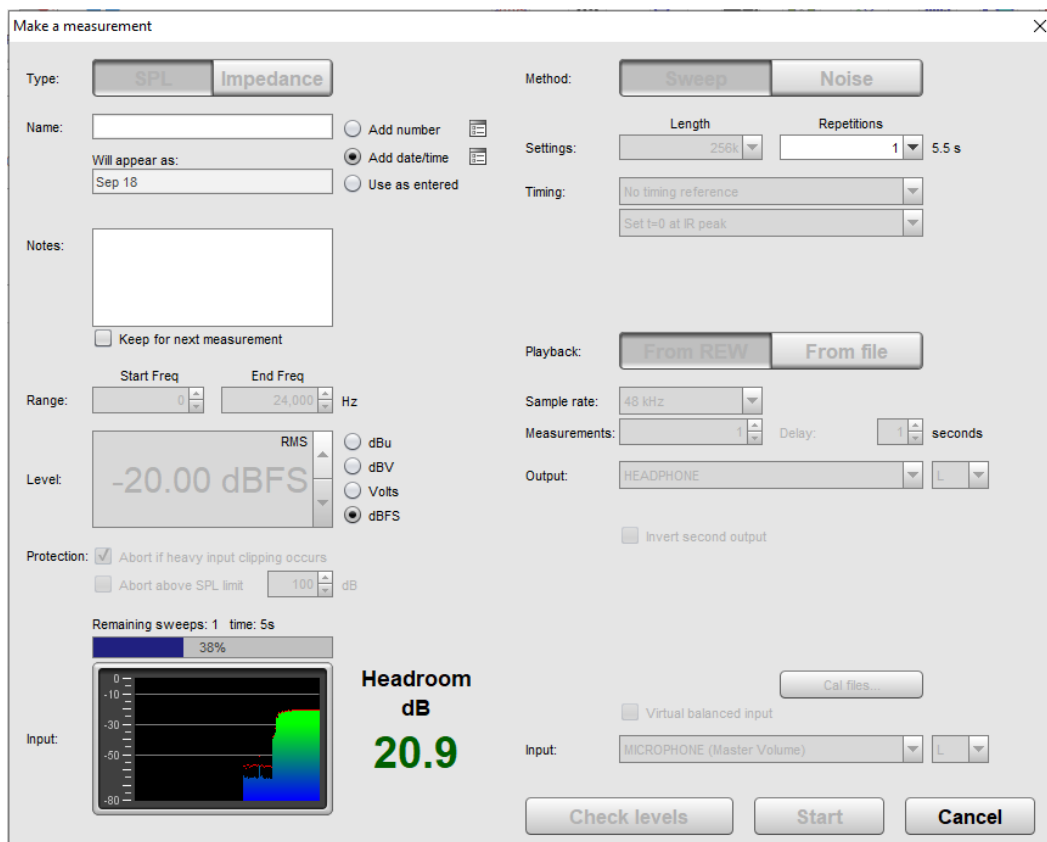 Make a measurement
Type:
SPL
Impedance
Method:
Sweep
Noise
Name:
Add number
Will appear as:
Add date/time
Sep 18
Use as entered
Length
Repetitions
Settings:
256k
1
5.5 s
Timing:
No timing reference
Set t=0 at IR peak
Notes:
Keep for next measurement
Playback:
From REW
From file
Start Freq
End Freq
Range:
0
24,000
Hz
Sample rate:
48 kHz
Measurements:
1
Delay:
1
seconds
Level:
RMS
-20.00 dBFS
dBu
dBV
Volts
dBFS
Output:
HEADPHONE
L
Invert second output
Protection:
Abort if heavy input clipping occurs
Abort above SPL limit
100
dB
Remaining sweeps: 1 time: 5s
38%
Input:
0
-10
-30
-50
-80
Headroom
dB
20.9
Cal files...
Virtual balanced input
Input:
MICROPHONE (Master Volume)
L
Check levels
Start
Cancel